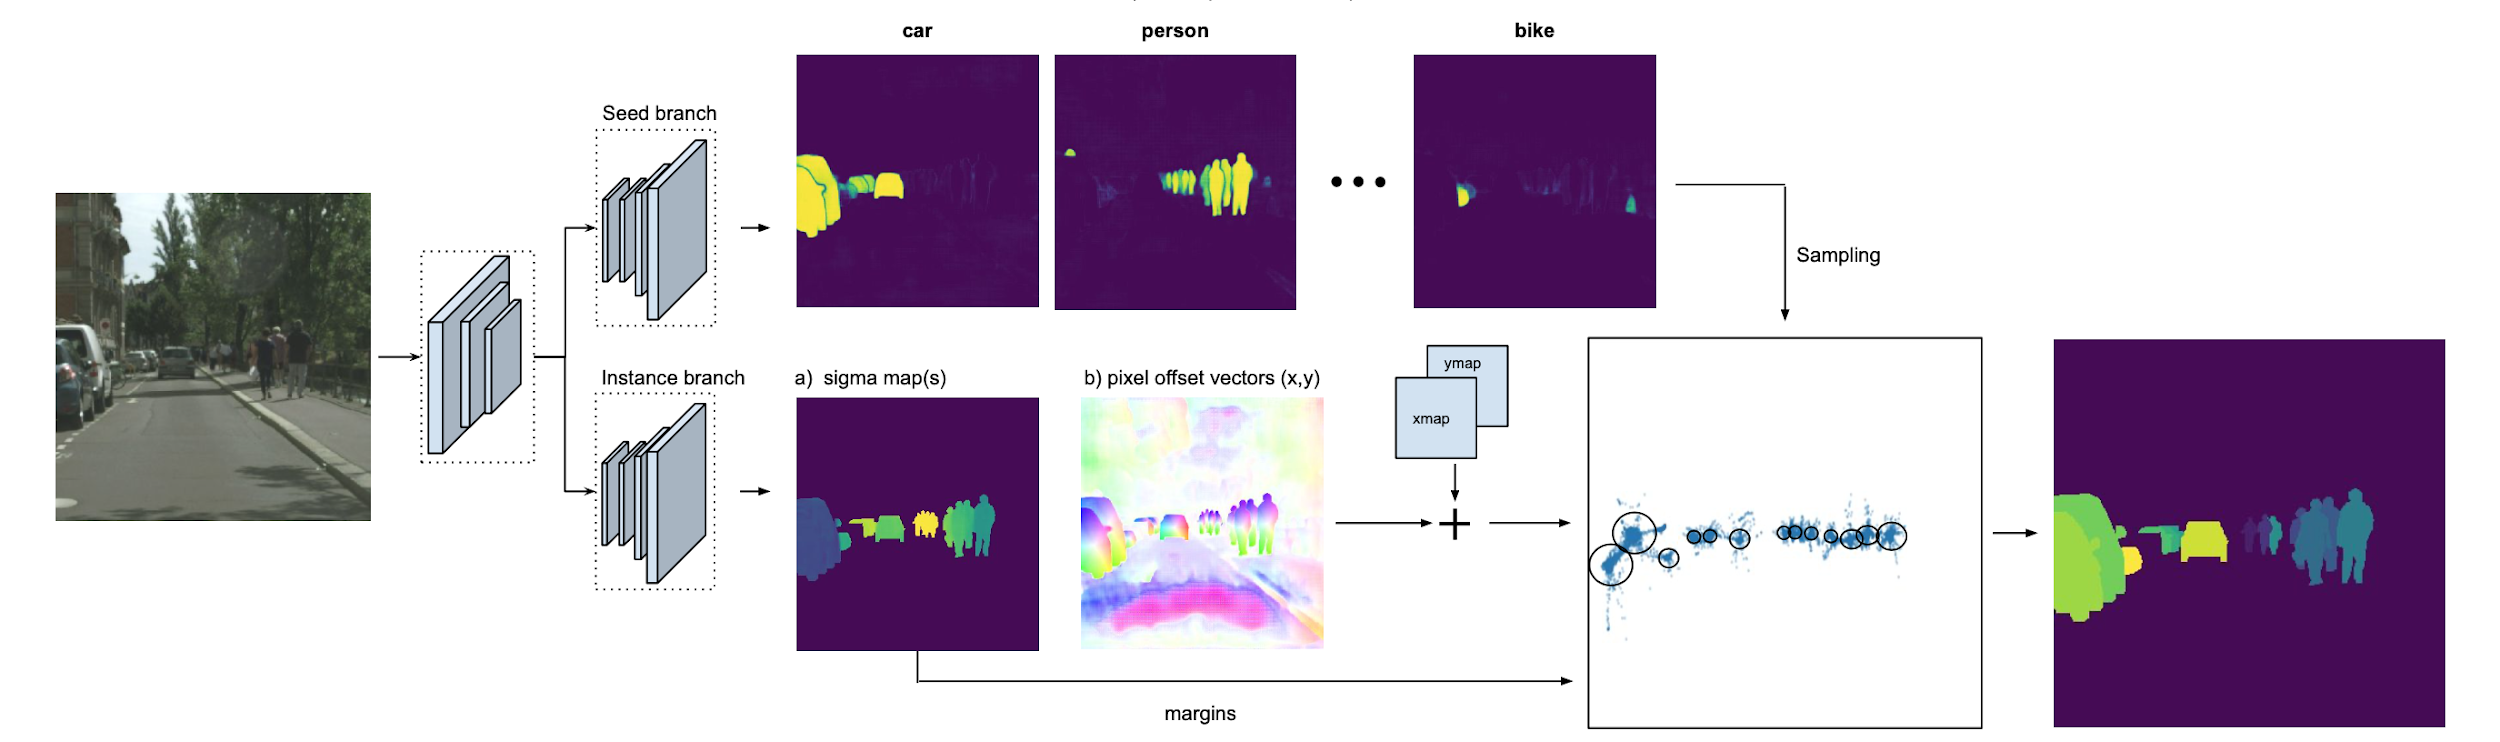 car
person
bike
Seed branch
Sampling
Instance branch
a) sigma map(s)
b) pixel offset vectors (x,y)
ymap
xmap
margins